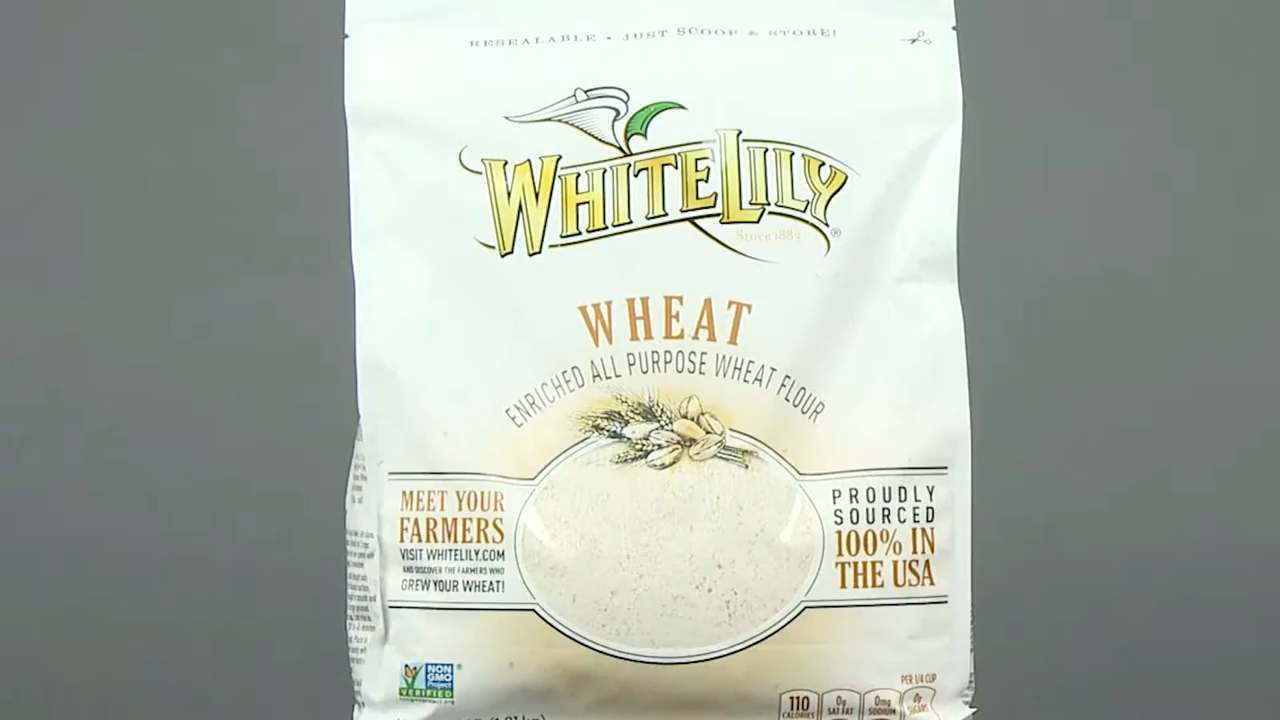 RESEALABLE • JUST SCOOP & STORE!
WHITE LILY®
Since 1883
WHEAT
ENRICHED ALL PURPOSE WHEAT FLOUR
MEET YOUR
FARMERS
VISIT WHITELILY.COM
AND DISCOVER THE FARMERS WHO
GREW YOUR WHEAT!
PROUDLY
SOURCED
100% IN
THE USA
NON
GMO
Project
VERIFIED
PER 1/4 CUP
110
CALORIES
0g
SAT FAT
0mg
SODIUM
0g
SUGARS